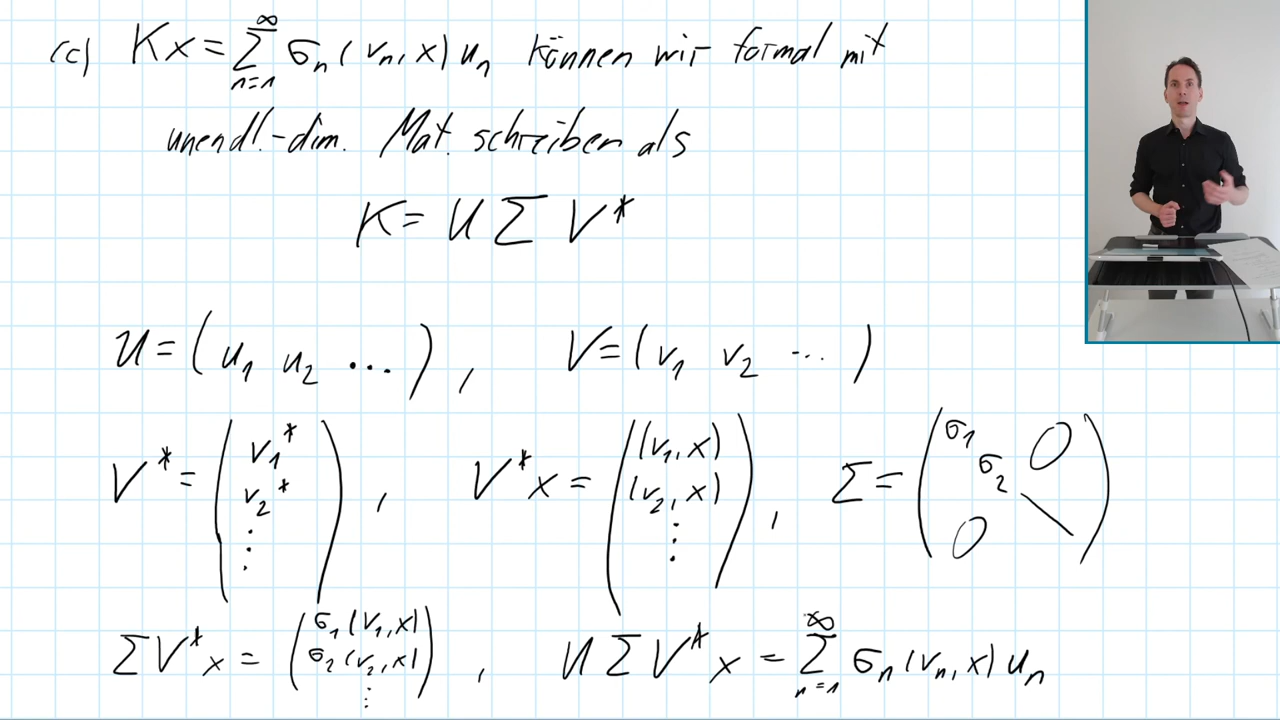 (c) Kx = ∑_{n=1}^{∞} σ_n (v_n, x) u_n können wir formal mit
unendl.-dim. Mat. schreiben als
K = U Σ V*
U = (u_1 u_2 ...), V = (v_1 v_2 ...)
V* = (v_1* v_2* ⋮), V*x = ((v_1, x) (v_2, x) ⋮), Σ = (σ_1 σ_2 0 0 \)
ΣV*x = (σ_1(v_1, x) σ_2(v_2, x) ⋮), U Σ V* x = ∑_{n=1}^{∞} σ_n (v_n, x) u_n